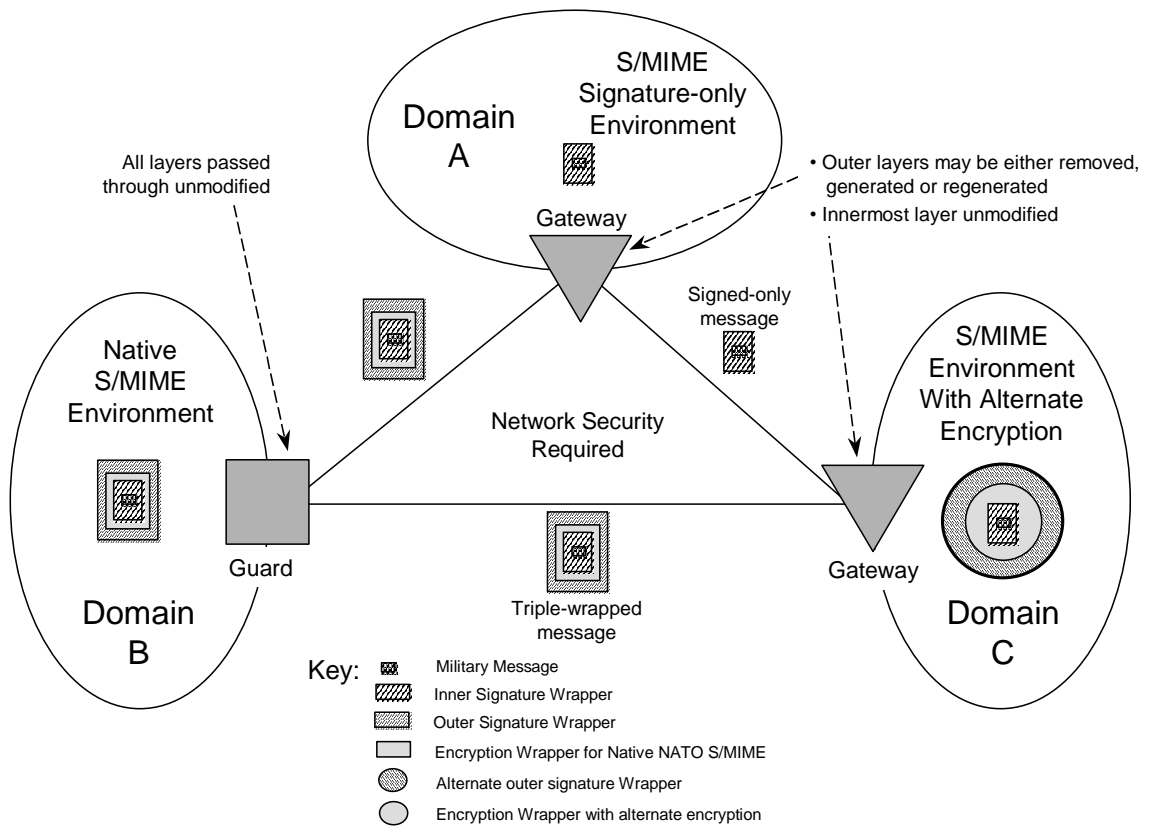 S/MIME
Signature-only
Environment
Domain
A
Gateway
All layers passed
through unmodified
• Outer layers may be either removed,
generated or regenerated
• Innermost layer unmodified
Signed-only
message
Native
S/MIME
Environment
Guard
Domain
B
Network Security
Required
Triple-wrapped
message
S/MIME
Environment
With Alternate
Encryption
Gateway
Domain
C
Key:
Military Message
Inner Signature Wrapper
Outer Signature Wrapper
Encryption Wrapper for Native NATO S/MIME
Alternate outer signature Wrapper
Encryption Wrapper with alternate encryption